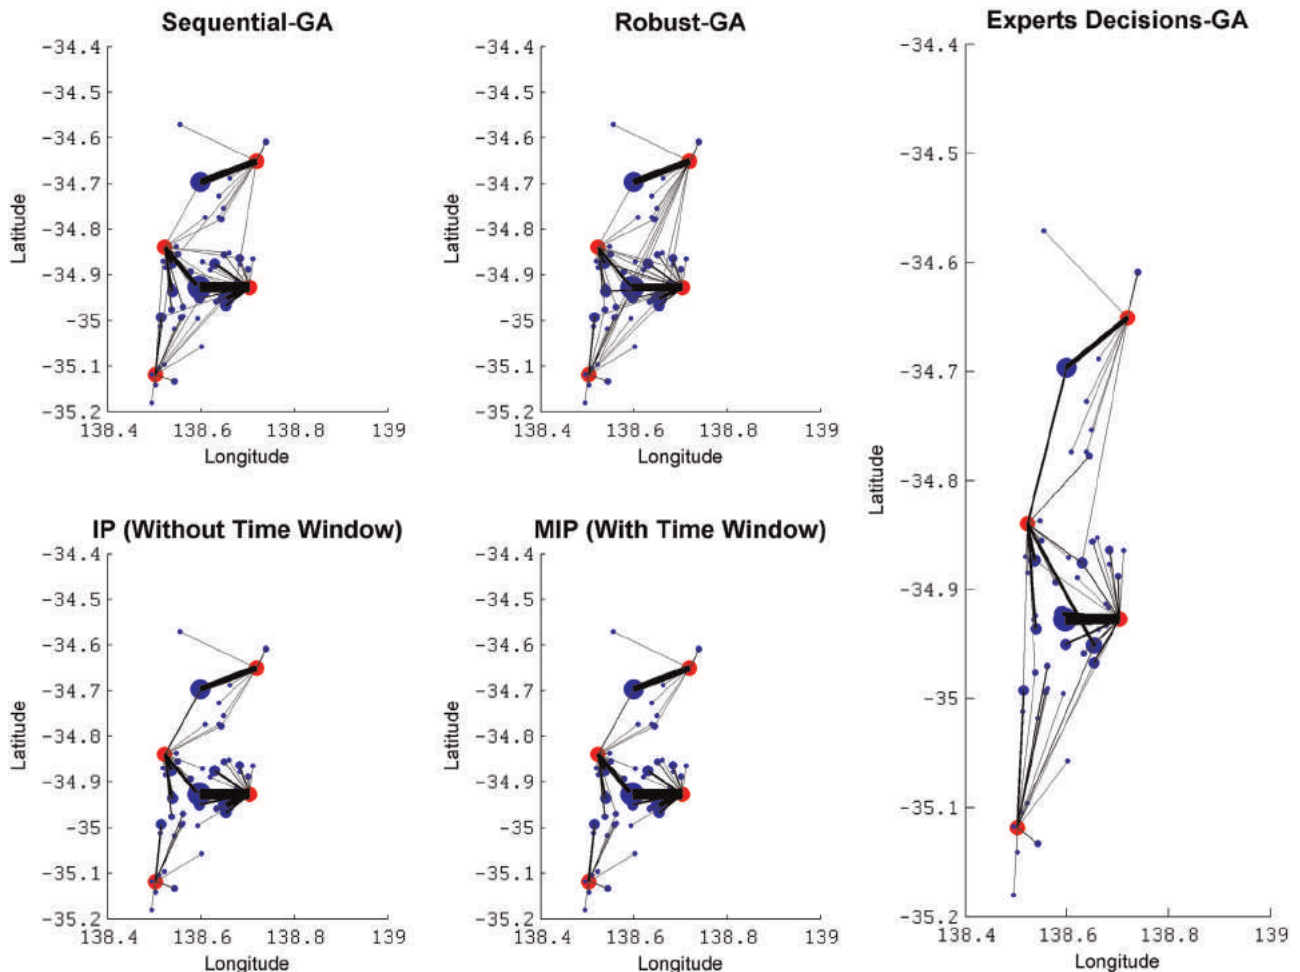 Sequential-GA
-34.4
-34.5
-34.6
-34.7
-34.8
-34.9
-35
-35.1
-35.2
Latitude
138.4 138.6 138.8 139
Longitude
Robust-GA
-34.4
-34.5
-34.6
-34.7
-34.8
-34.9
-35
-35.1
-35.2
Latitude
138.4 138.6 138.8 139
Longitude
Experts Decisions-GA
-34.4
-34.5
-34.6
-34.7
-34.8
-34.9
-35
-35.1
-35.2
Latitude
138.4 138.6 138.8 139
Longitude
IP (Without Time Window)
-34.4
-34.5
-34.6
-34.7
-34.8
-34.9
-35
-35.1
-35.2
Latitude
138.4 138.6 138.8 139
Longitude
MIP (With Time Window)
-34.4
-34.5
-34.6
-34.7
-34.8
-34.9
-35
-35.1
-35.2
Latitude
138.4 138.6 138.8 139
Longitude